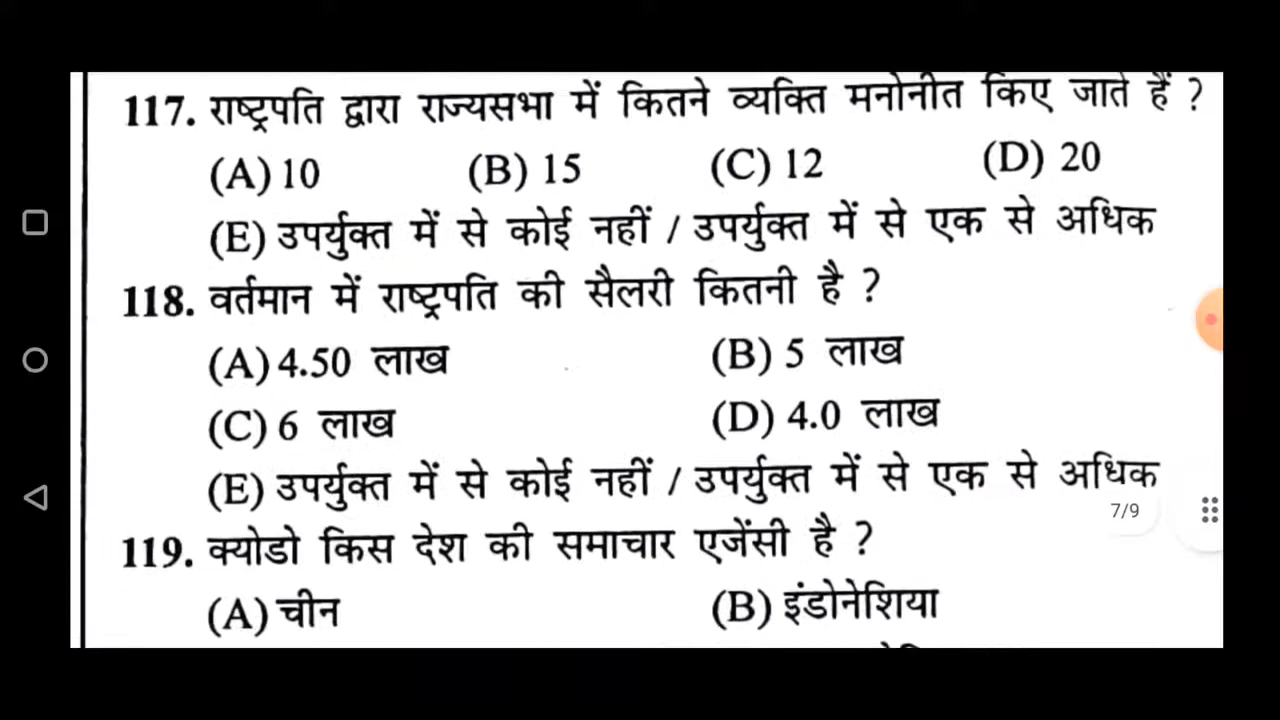 117. राष्ट्रपति द्वारा राज्यसभा में कितने व्यक्ति मनोनीत किए जाते हैं ?
(A) 10 (B) 15 (C) 12 (D) 20
(E) उपर्युक्त में से कोई नहीं / उपर्युक्त में से एक से अधिक
118. वर्तमान में राष्ट्रपति की सैलरी कितनी है ?
(A) 4.50 लाख (B) 5 लाख
(C) 6 लाख (D) 4.0 लाख
(E) उपर्युक्त में से कोई नहीं / उपर्युक्त में से एक से अधिक
7/9
119. क्योडो किस देश की समाचार एजेंसी है ?
(A) चीन (B) इंडोनेशिया